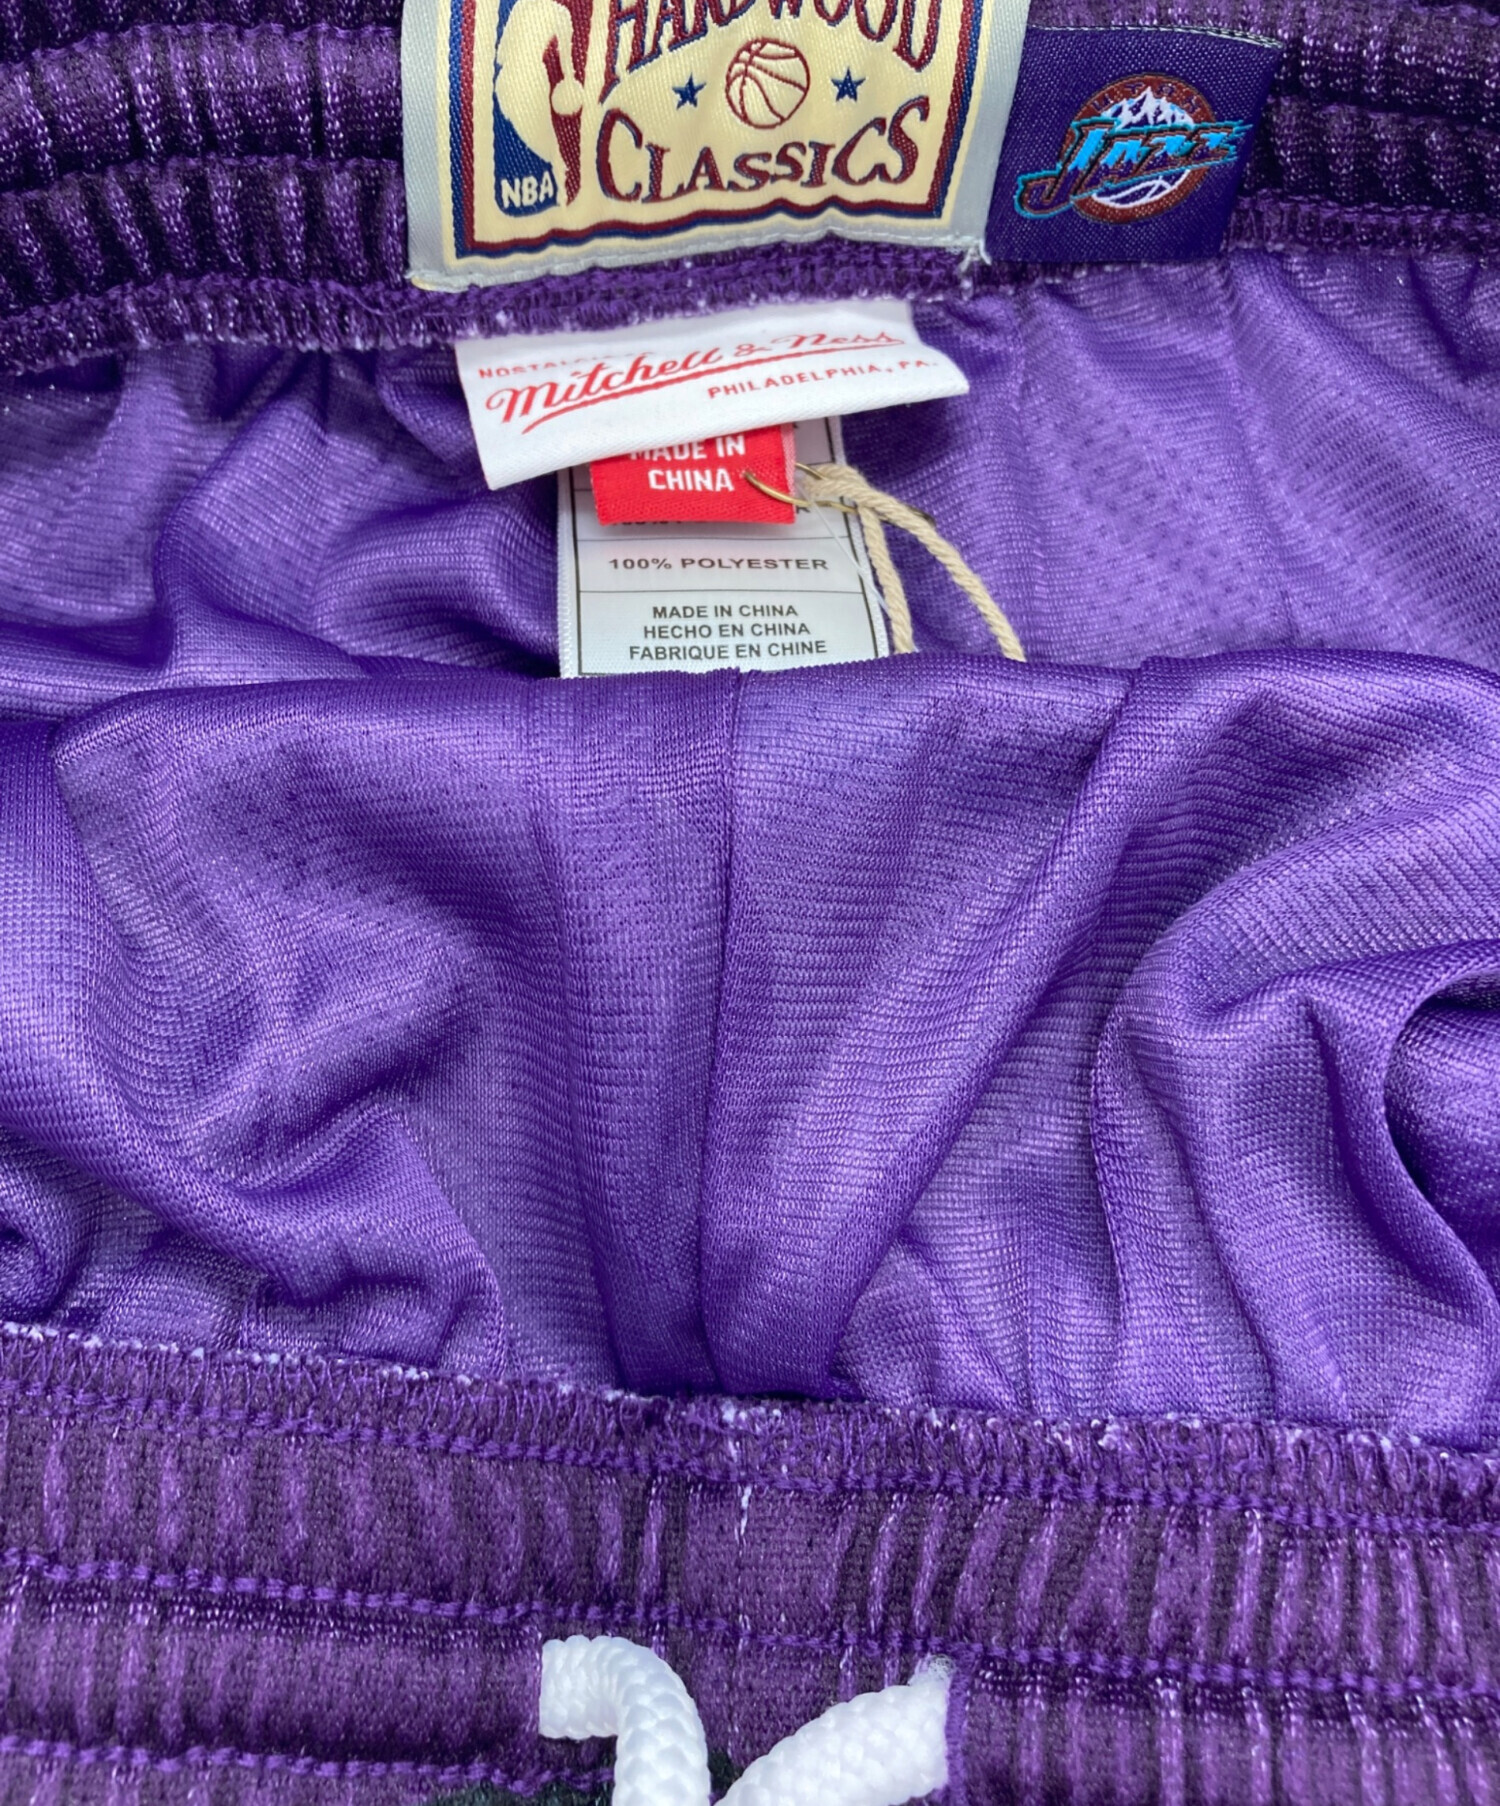 HARDWOOD
CLASSICS
NBA
UTAH
JAZZ
Mitchell & Ness
PHILADELPHIA, PA.
MADE IN
CHINA
100% POLYESTER
MADE IN CHINA
HECHO EN CHINA
FABRIQUE EN CHINE